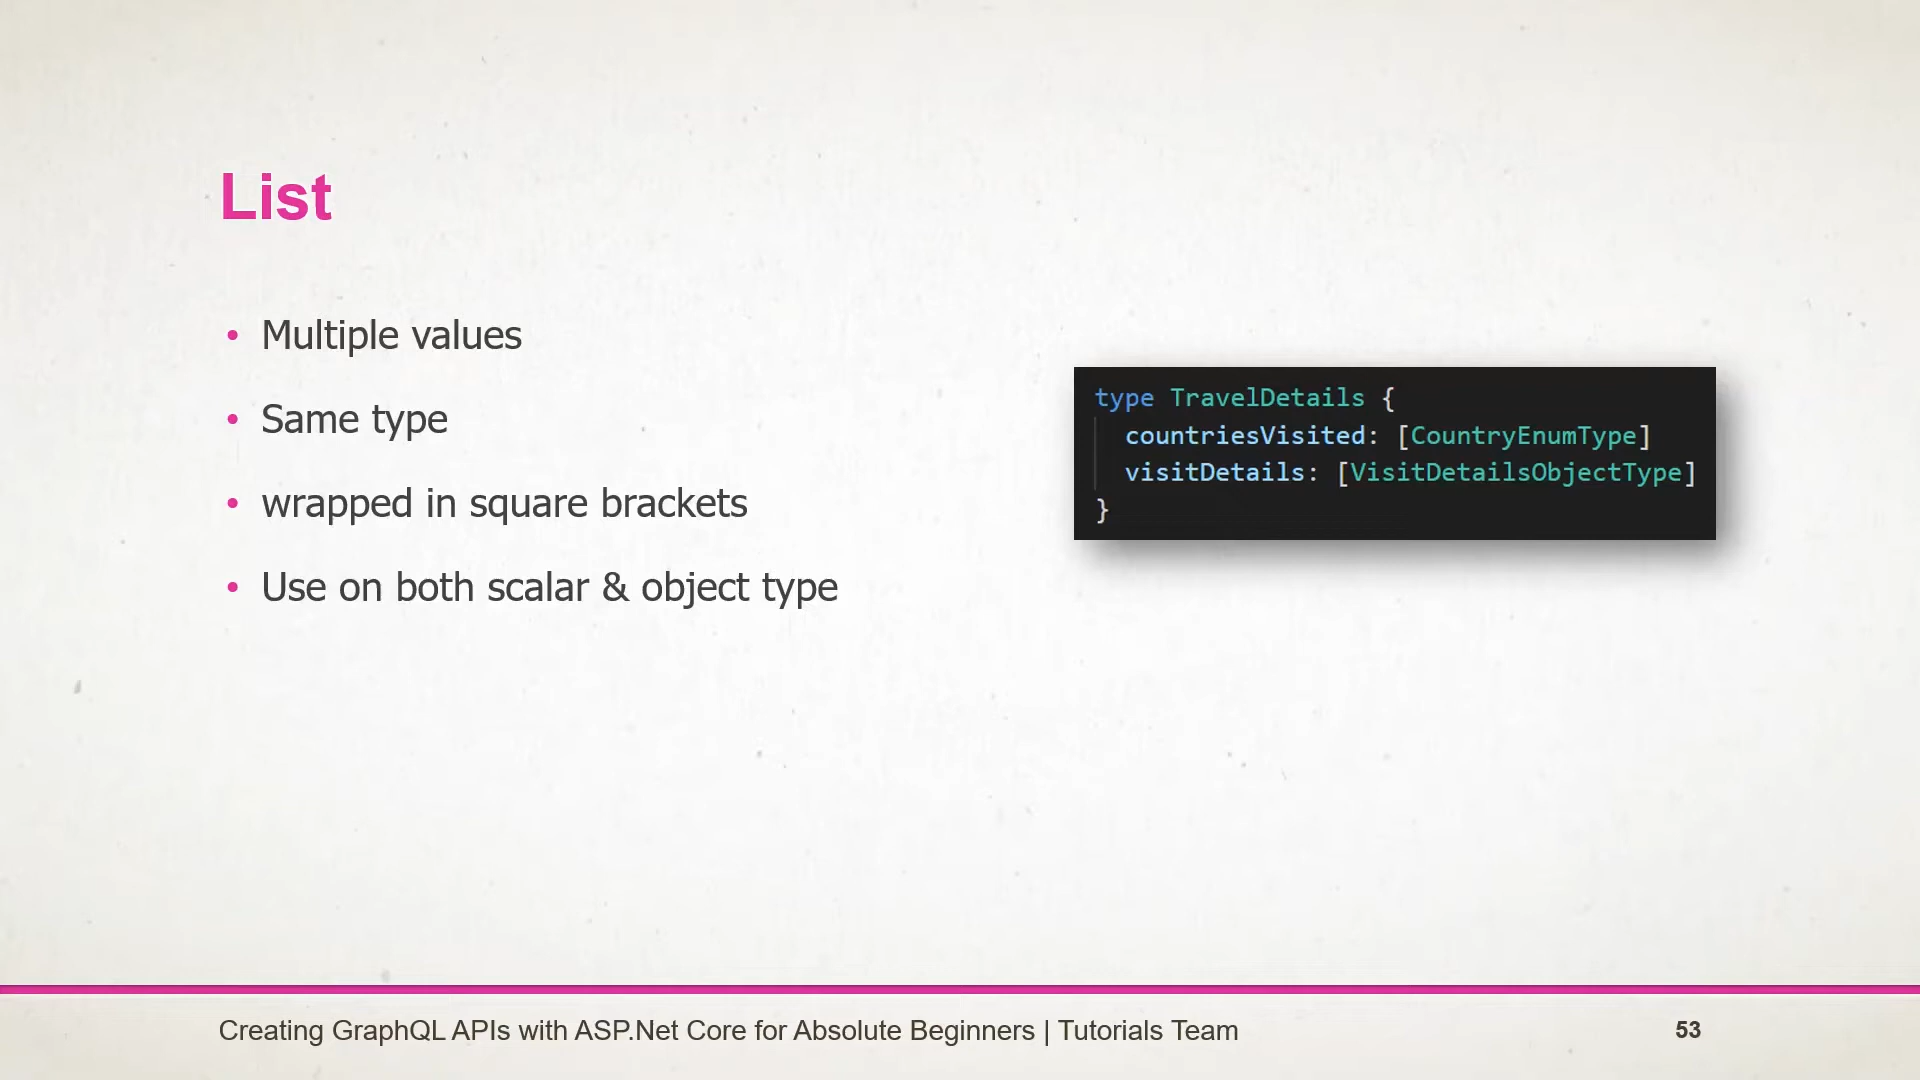 List
• Multiple values
• Same type
• wrapped in square brackets
• Use on both scalar & object type
type TravelDetails {
countriesVisited: [CountryEnumType]
visitDetails: [VisitDetailsObjectType]
}
Creating GraphQL APIs with ASP.Net Core for Absolute Beginners | Tutorials Team
53